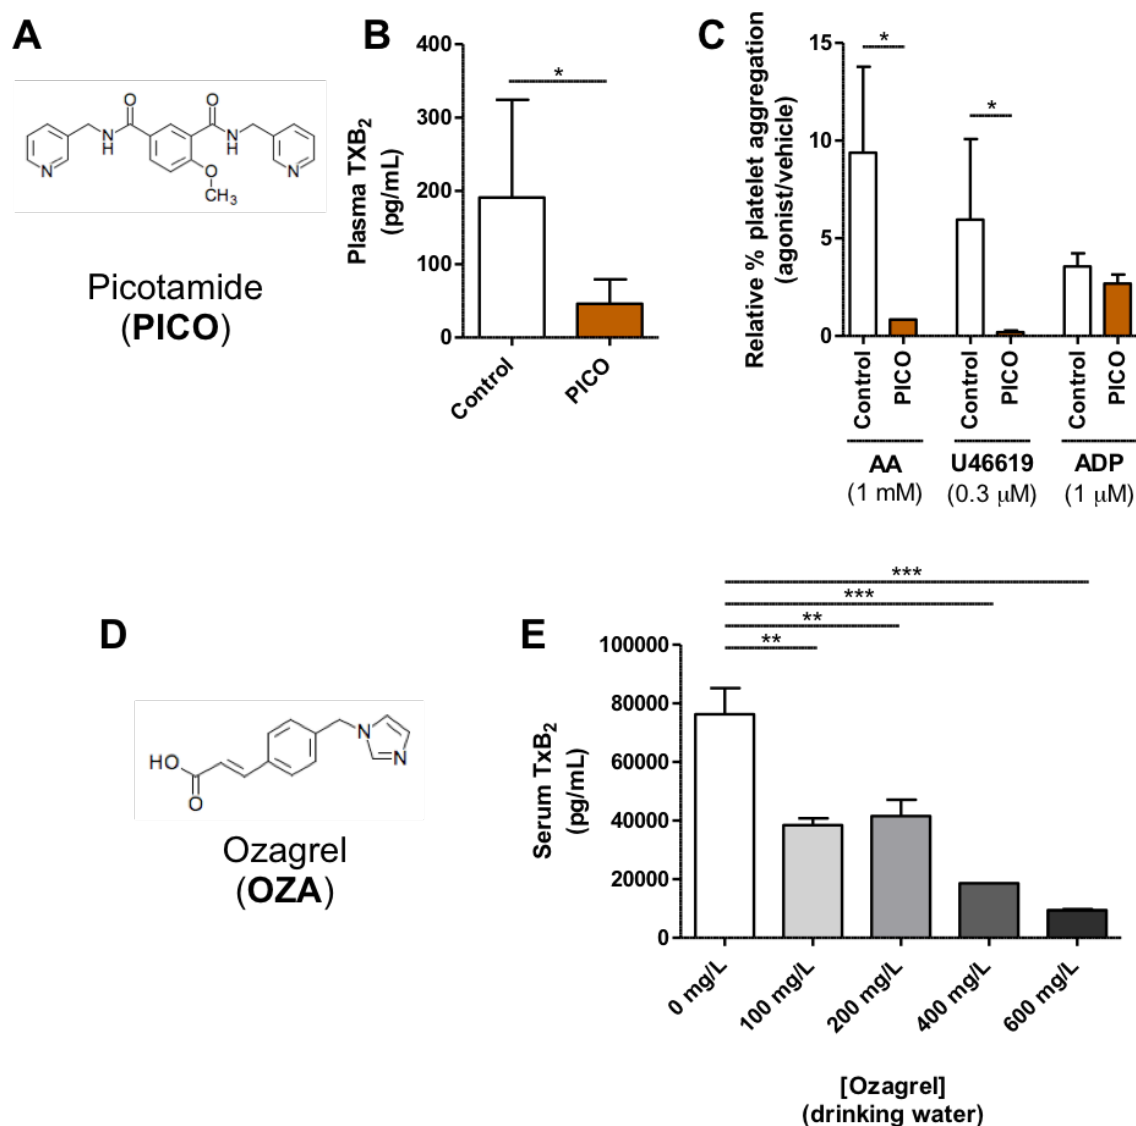 A
O
O
NH
N
H
N
N
O
CH3
Picotamide
(PICO)
B
400
300
200
100
0
Plasma TXB2
(pg/mL)
*
Control
PICO
C
Relative % platelet aggregation
(agonist/vehicle)
15
10
5
0
*
*
Control
PICO
Control
PICO
Control
PICO
AA
(1 mM)
U46619
(0.3 μM)
ADP
(1 μM)
D
HO
O
N
N
Ozagrel
(OZA)
E
***
***
**
**
Serum TxB2
(pg/mL)
100000
80000
60000
40000
20000
0
0 mg/L
100 mg/L
200 mg/L
400 mg/L
600 mg/L
[Ozagrel]
(drinking water)